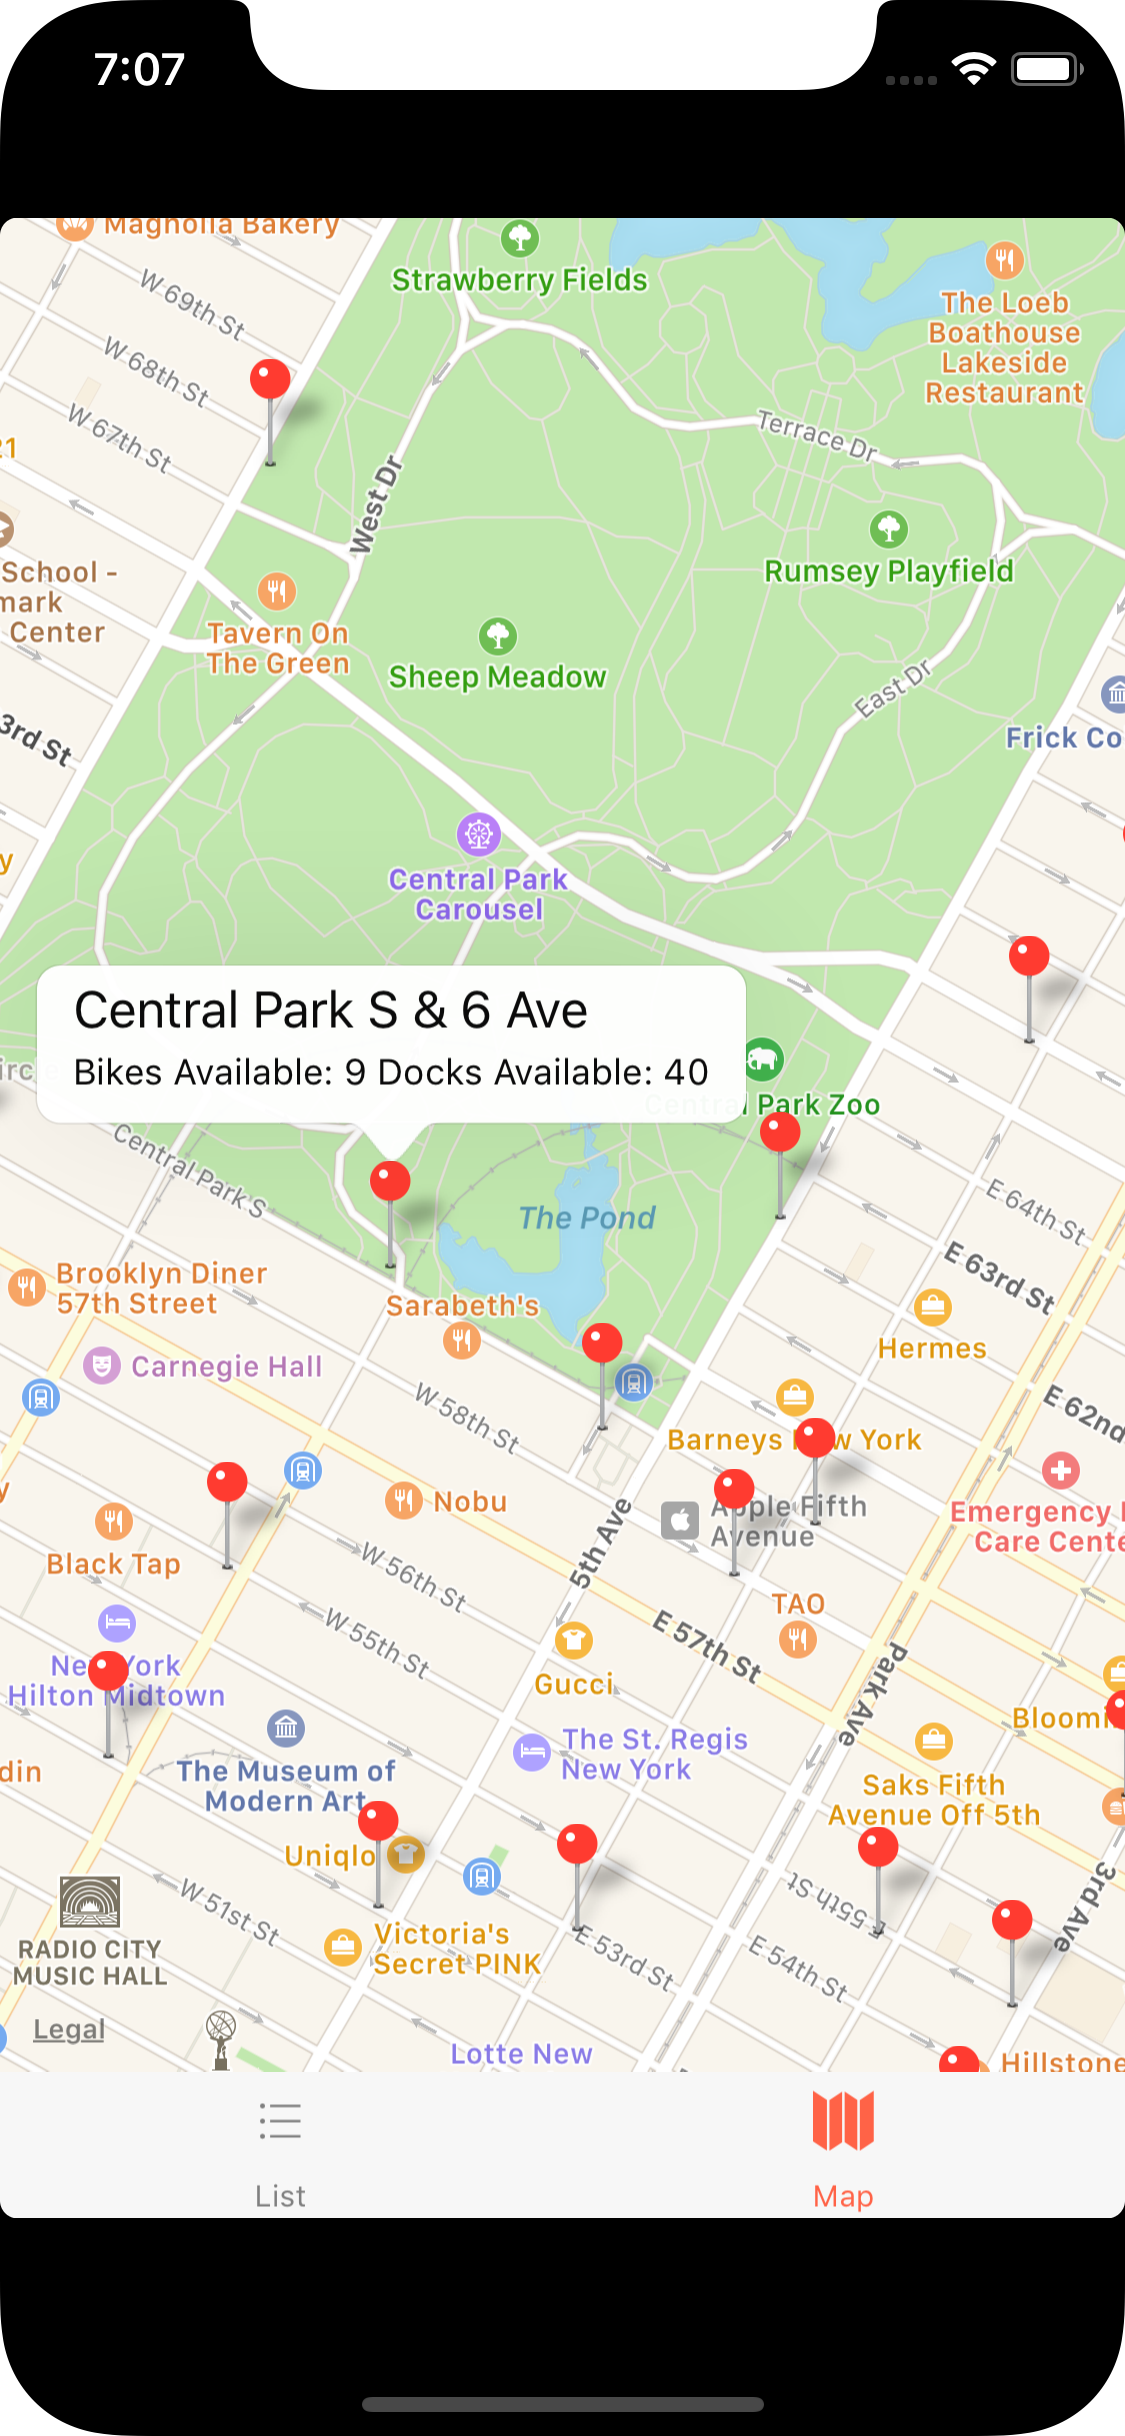 7:07
Magnolia Bakery
Strawberry Fields
W 69th St
The Loeb
Boathouse
Lakeside
Restaurant
W 68th St
W 67th St
21
Terrace Dr
West Dr
School -
mark
Center
Rumsey Playfield
Tavern On
The Green
Sheep Meadow
East Dr
3rd St
Frick Co
y
Central Park
Carousel
Central Park S & 6 Ave
Bikes Available: 9 Docks Available: 40
Central Park Zoo
Central Park S
The Pond
E 64th St
E 63rd St
Brooklyn Diner
57th Street
Sarabeth's
Hermes
Carnegie Hall
W 58th St
E 62nd
Barneys New York
y
Nobu
Apple Fifth
Avenue
5th Ave
Emergency
Care Cente
Black Tap
W 56th St
TAO
W 55th St
E 57th St
New York
Hilton Midtown
Gucci
Park Ave
Bloomi
The St. Regis
New York
din
The Museum of
Modern Art
Saks Fifth
Avenue Off 5th
Uniqlo
E 55th St
3rd Ave
W 51st St
Victoria's
Secret PINK
E 53rd St
E 54th St
RADIO CITY
MUSIC HALL
Legal
Lotte New
Hillstone
List
Map